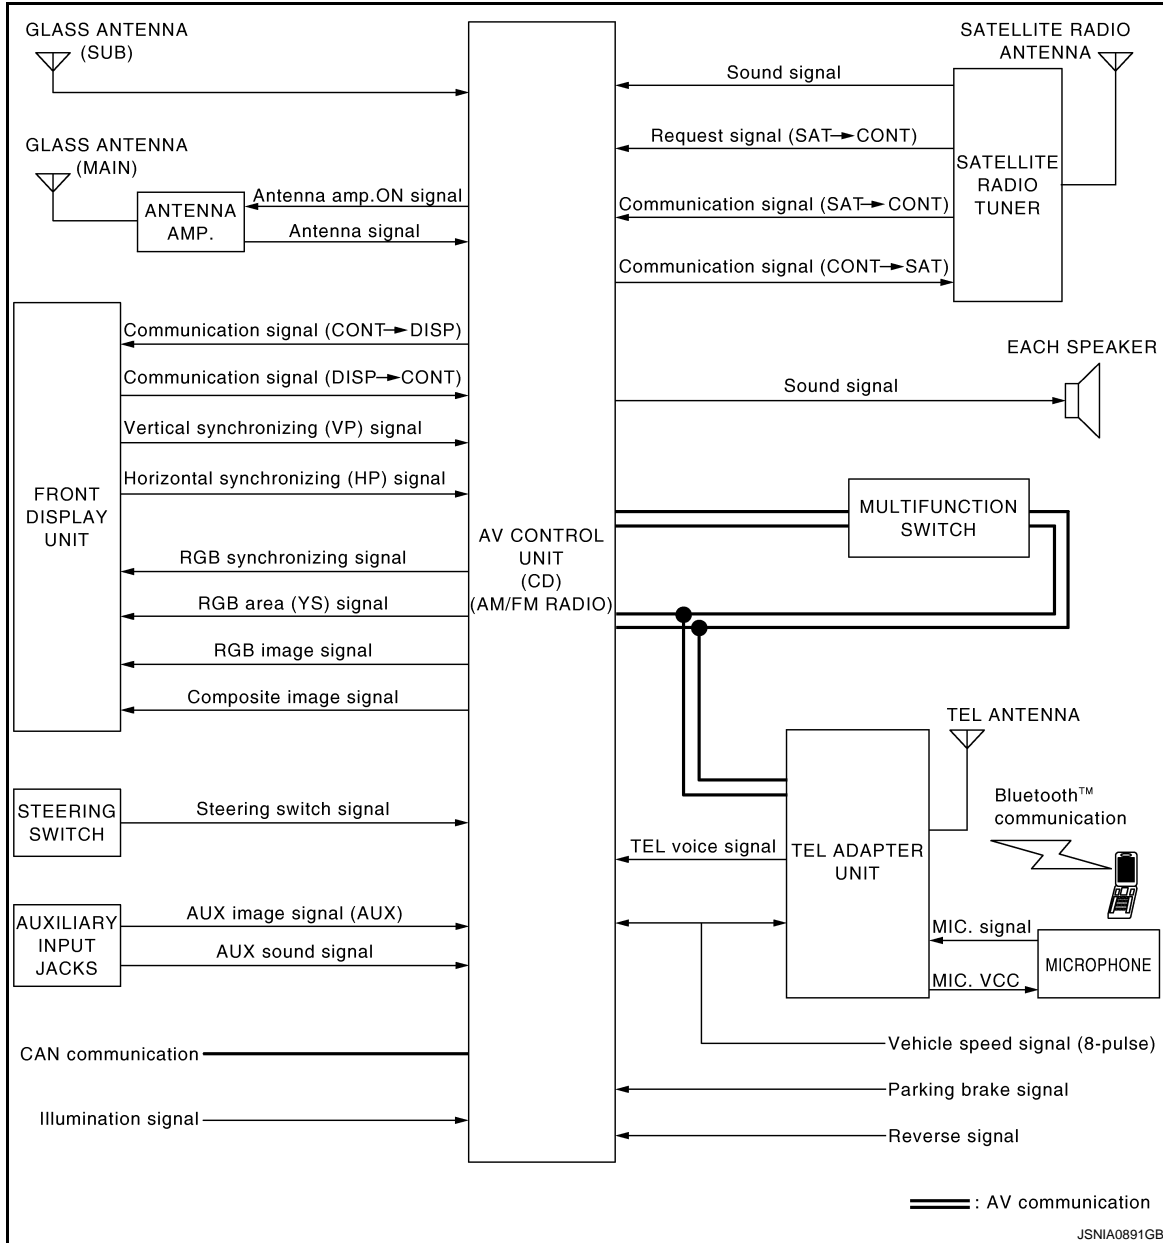 GLASS ANTENNA
(SUB)
GLASS ANTENNA
(MAIN)
ANTENNA
AMP.
Antenna amp.ON signal
Antenna signal
FRONT
DISPLAY
UNIT
Communication signal (CONT→DISP)
Communication signal (DISP→CONT)
Vertical synchronizing (VP) signal
Horizontal synchronizing (HP) signal
RGB synchronizing signal
RGB area (YS) signal
RGB image signal
Composite image signal
STEERING
SWITCH
Steering switch signal
AUXILIARY
INPUT
JACKS
AUX image signal (AUX)
AUX sound signal
CAN communication
Illumination signal
AV CONTROL
UNIT
(CD)
(AM/FM RADIO)
SATELLITE RADIO
ANTENNA
Sound signal
Request signal (SAT→CONT)
Communication signal (SAT→CONT)
Communication signal (CONT→SAT)
SATELLITE
RADIO
TUNER
EACH SPEAKER
Sound signal
MULTIFUNCTION
SWITCH
TEL ANTENNA
TEL ADAPTER
UNIT
TEL voice signal
Bluetooth™
communication
MIC. signal
MIC. VCC
MICROPHONE
Vehicle speed signal (8-pulse)
Parking brake signal
Reverse signal
: AV communication
JSNIA0891GB